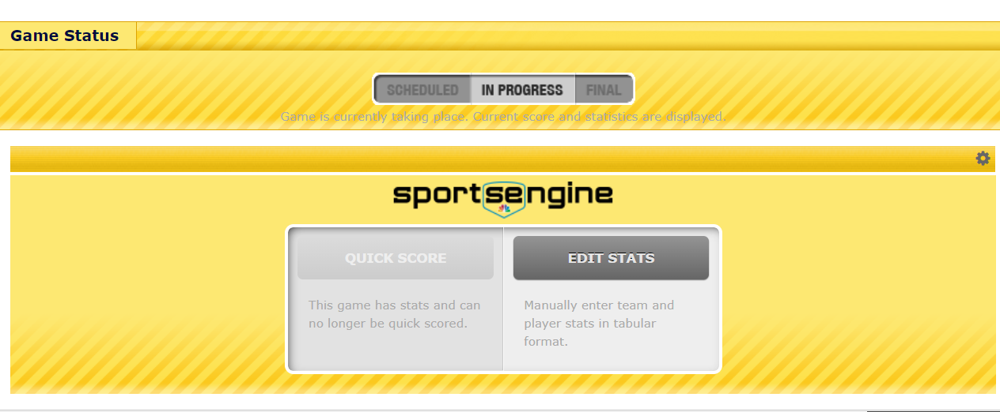 Game Status
SCHEDULED IN PROGRESS FINAL
Game is currently taking place. Current score and statistics are displayed.
sportsengine
QUICK SCORE
This game has stats and can
no longer be quick scored.
EDIT STATS
Manually enter team and
player stats in tabular
format.